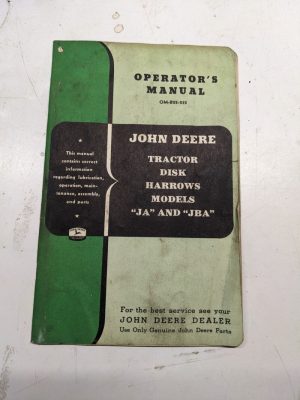 OPERATOR'S
MANUAL
JOHN DEERE
TRACTOR
DISK
HARROWS
MODELS
"JA" AND "JBA"
This manual
contains correct
information
regarding lubrication,
operation, main-
tenance, assembly,
and parts
For the best service see your
JOHN DEERE DEALER
Use Only Genuine John Deere Parts